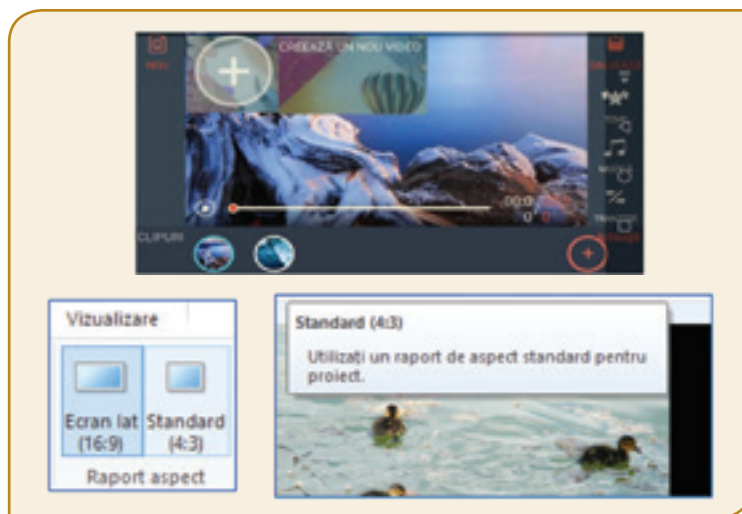 NOU
CREEAZĂ UN NOU VIDEO
CLIPURI
Vizualizare
Ecran lat
(16:9)
Standard
(4:3)
Raport aspect
Standard (4:3)
Utilizați un raport de aspect standard pentru
proiect.